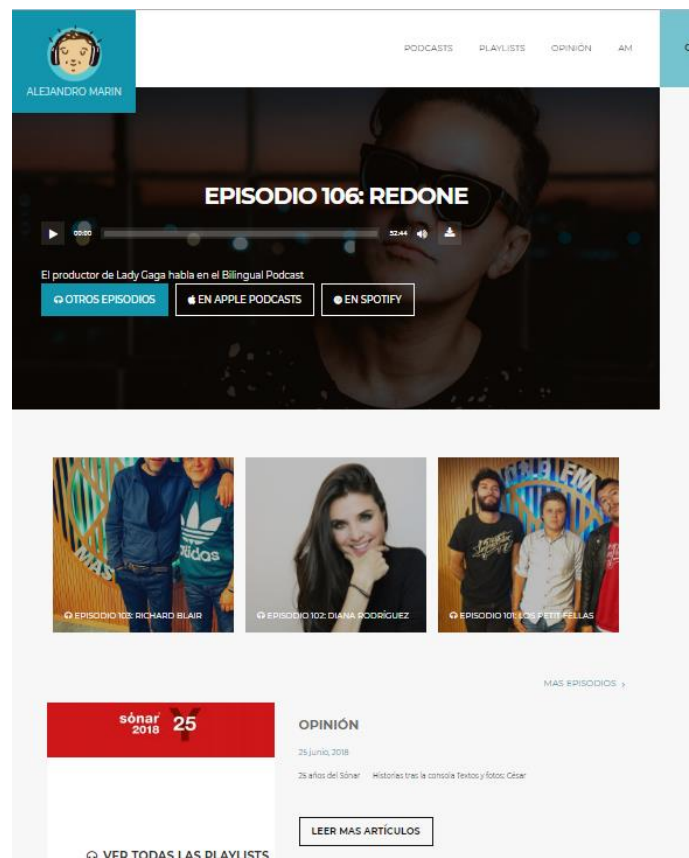 PODCASTS PLAYLISTS OPINIÓN AM
ALEJANDRO MARIN
EPISODIO 106: REDONE
00:00 52:44
El productor de Lady Gaga habla en el Bilingual Podcast
OTROS EPISODIOS EN APPLE PODCASTS EN SPOTIFY
adidas
MAS
FM
EPISODIO 103: RICHARD BLAIR EPISODIO 102: DIANA RODRÍGUEZ EPISODIO 101: LOS PETIT FELLAS
MAS EPISODIOS
sónar 2018 25
OPINIÓN
25 junio, 2018
25 años del Sónar Historias tras la consola Textos y fotos: César
LEER MAS ARTÍCULOS
VER TODAS LAS PLAYLISTS